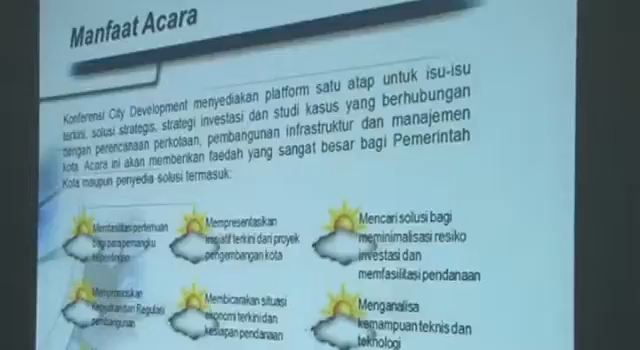 Manfaat Acara
Konferensi City Development menyediakan platform satu atap untuk isu-isu
terkini, solusi strategis, strategi investasi dan studi kasus yang berhubungan
dengan perencanaan perkotaan, pembangunan infrastruktur dan manajemen
kota. Acara ini akan memberikan faedah yang sangat besar bagi Pemerintah
Kota maupun penyedia solusi termasuk:
Memfasilitasi pertemuan
bagi para pemangku
kepentingan
Mempresentasikan
inisiatif terkini dari proyek
pengembangan kota
Mencari solusi bagi
meminimalisasi resiko
investasi dan
memfasilitasi pendanaan
Mempromosikan
Kebijakan dan Regulasi
pembangunan
Membicarakan situasi
ekonomi terkini dan
kesiapan pendanaan
Menganalisa
kemampuan teknis dan
teknologi